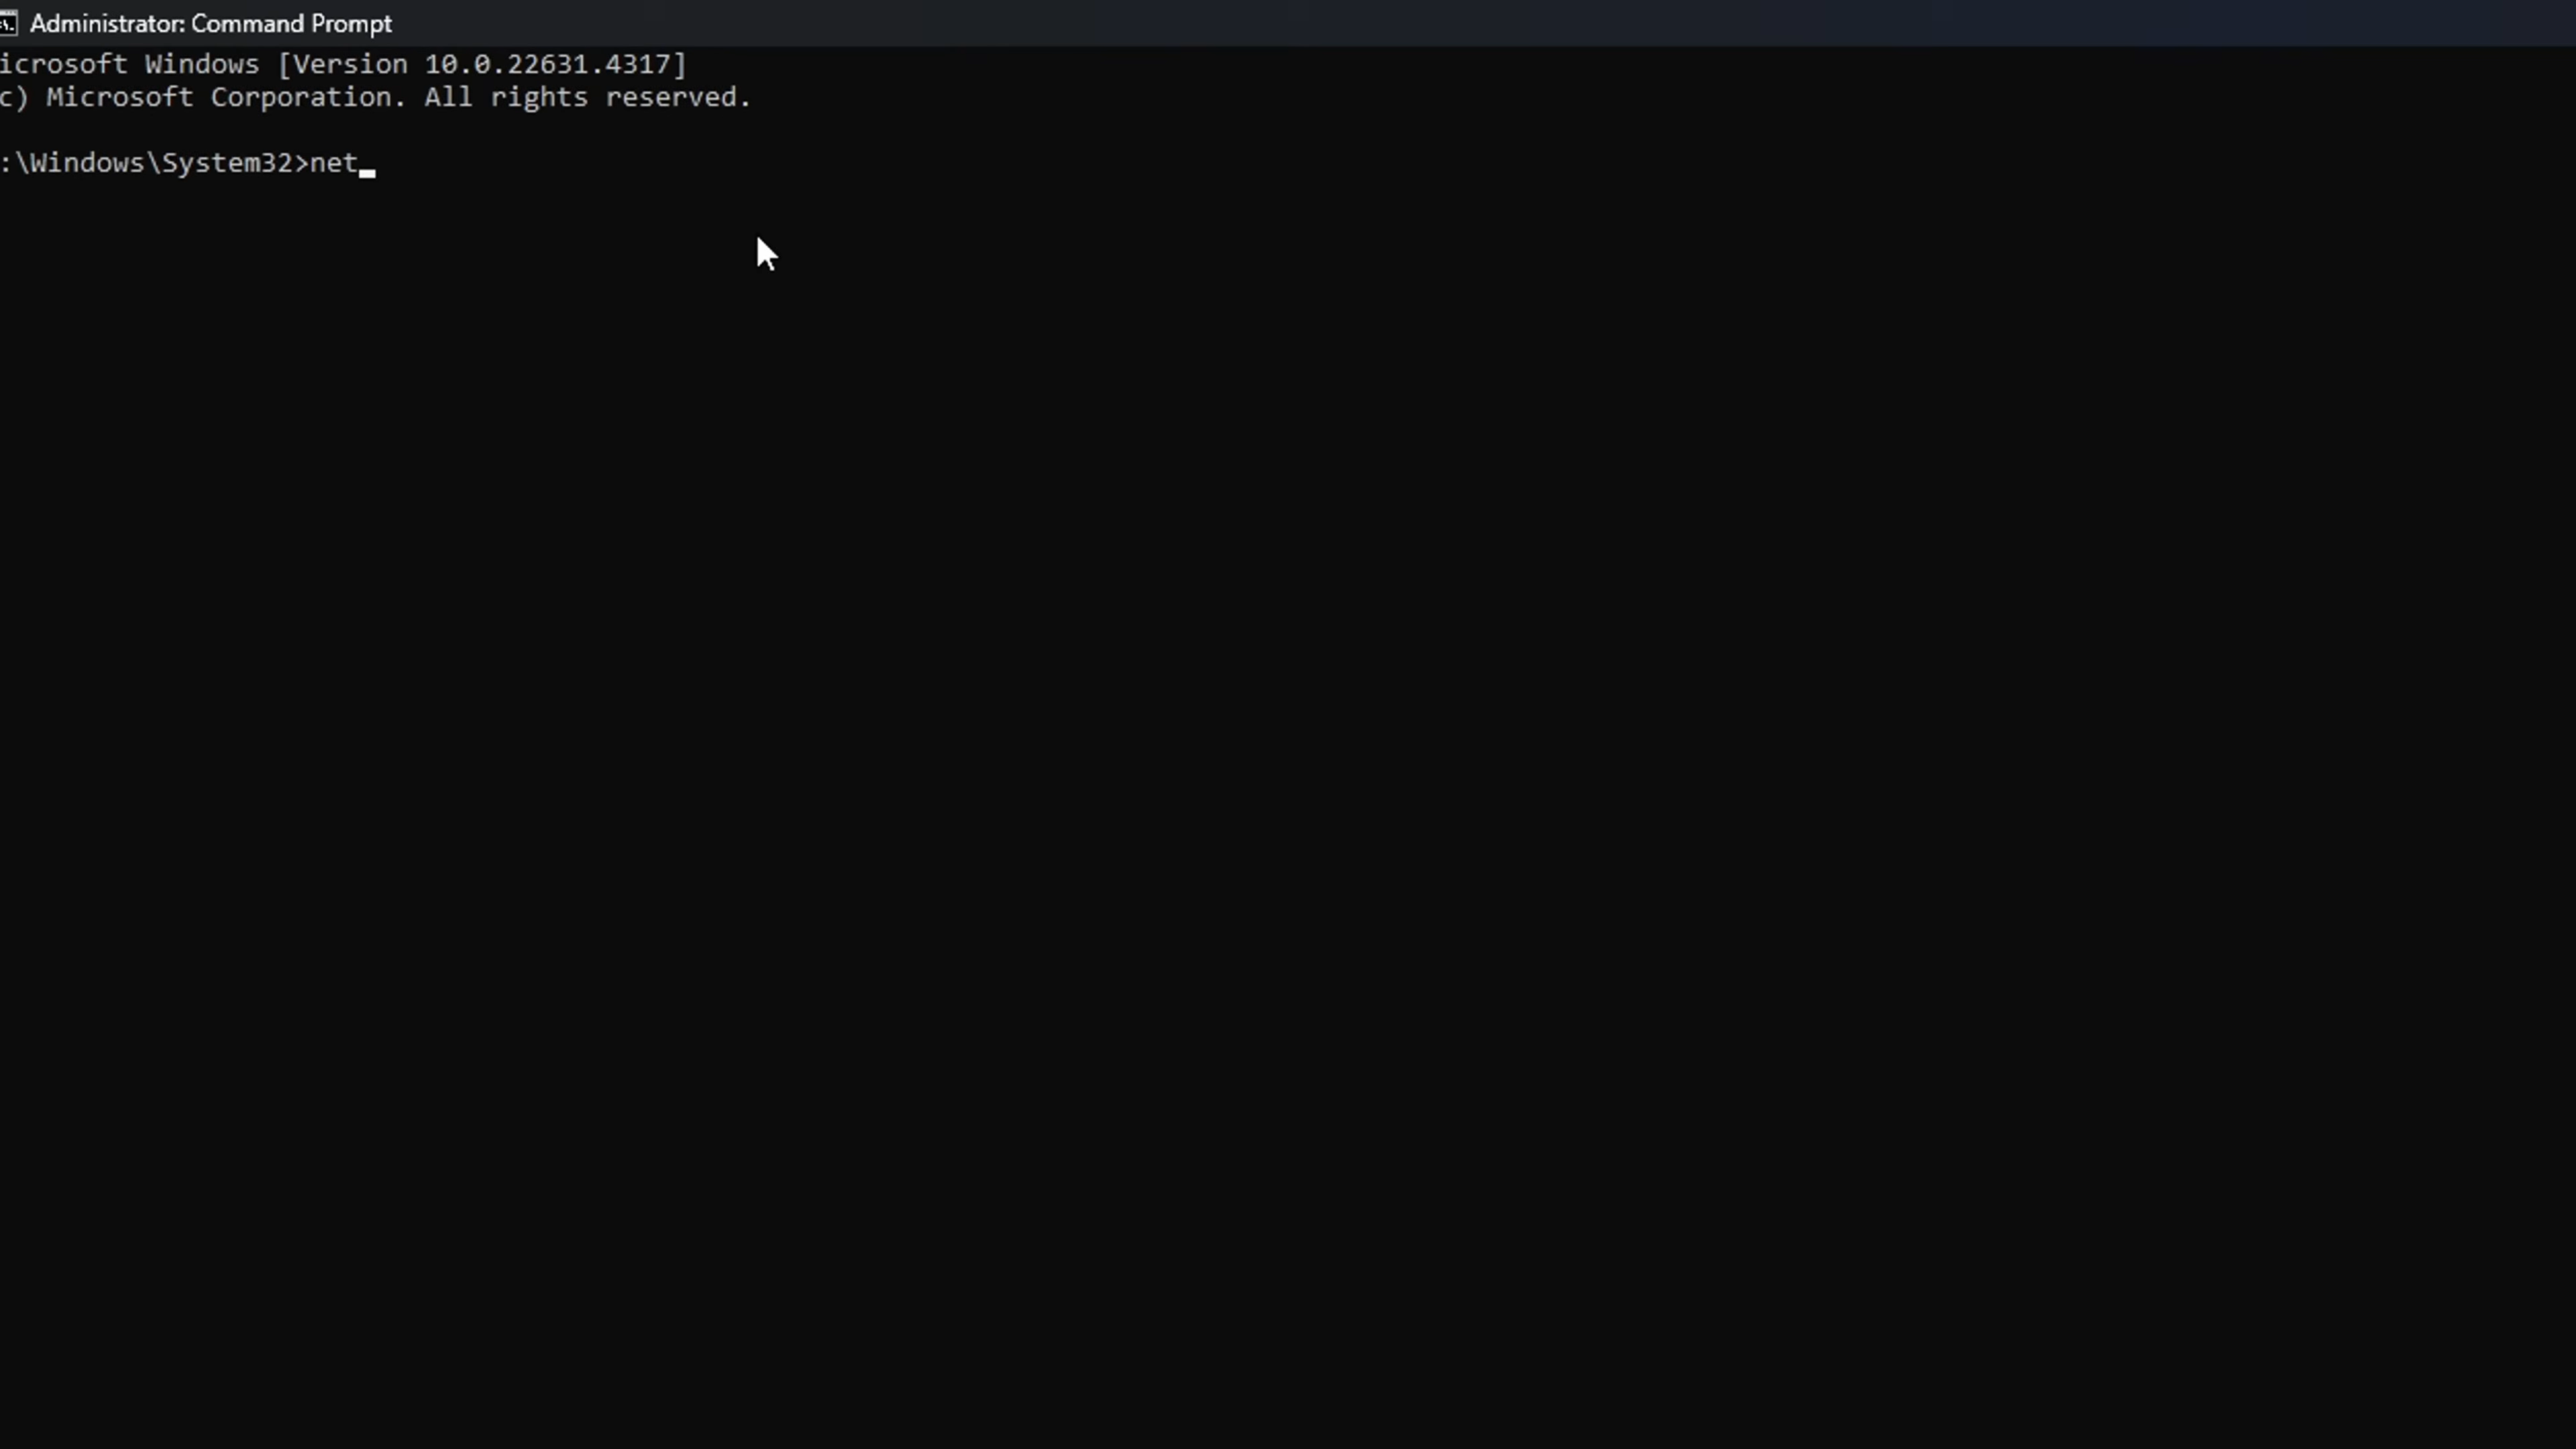 Administrator: Command Prompt
icrosoft Windows [Version 10.0.22631.4317]
c) Microsoft Corporation. All rights reserved.
:\Windows\System32>net